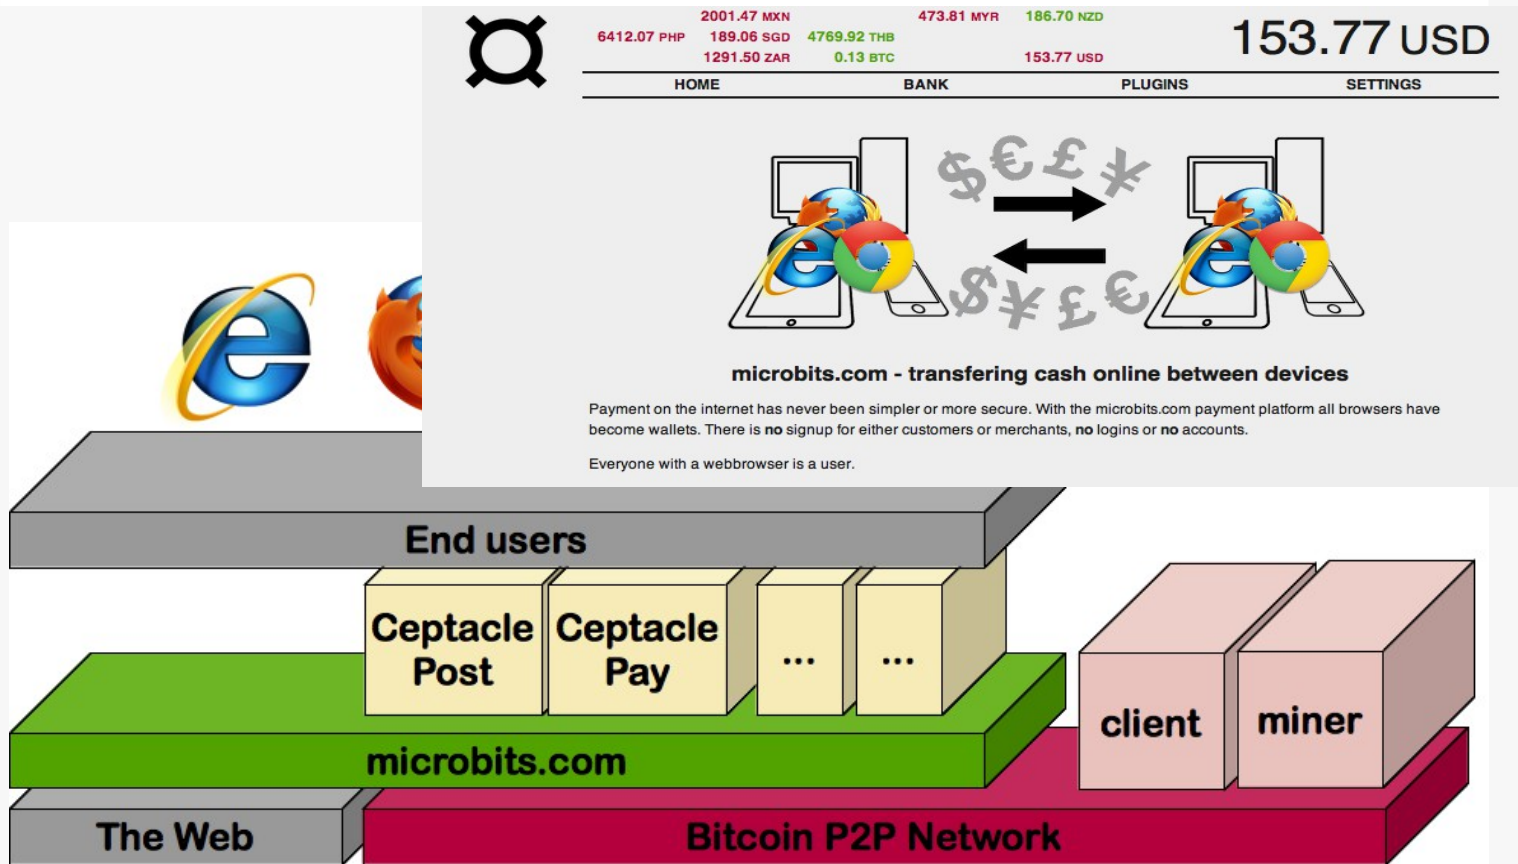 2001.47 MXN 473.81 MYR 186.70 NZD
6412.07 PHP 189.06 SGD 4769.92 THB
1291.50 ZAR 0.13 BTC 153.77 USD
153.77 USD
HOME BANK PLUGINS SETTINGS
$€£¥
$¥£€
microbits.com - transfering cash online between devices
Payment on the internet has never been simpler or more secure. With the microbits.com payment platform all browsers have
become wallets. There is no signup for either customers or merchants, no logins or no accounts.
Everyone with a webbrowser is a user.
End users
Ceptacle
Post
Ceptacle
Pay
...
...
client
miner
microbits.com
The Web
Bitcoin P2P Network